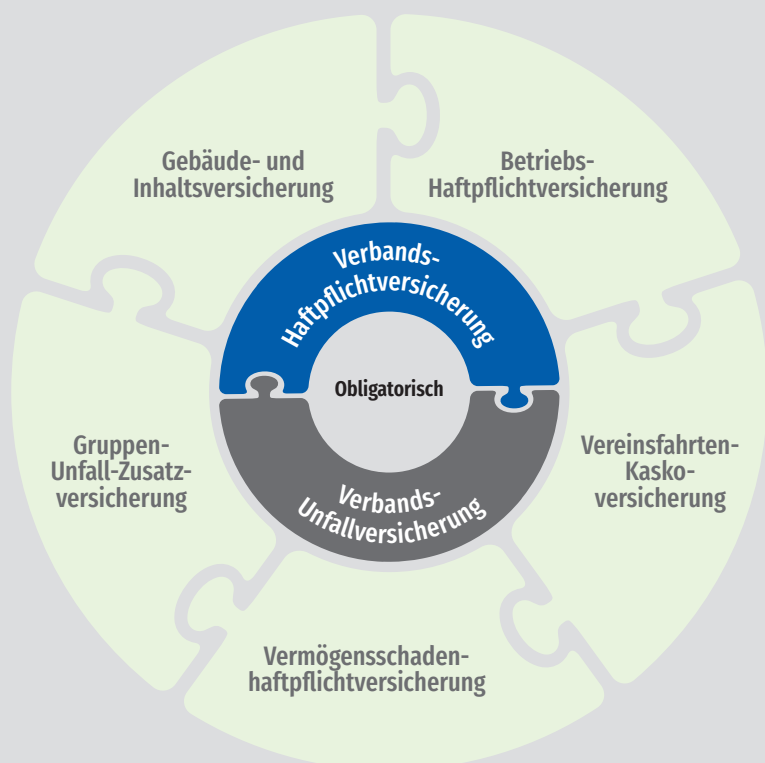 Gebäude- und
Inhaltsversicherung
Betriebs-
Haftpflichtversicherung
Verbands-
Haftpflichtversicherung
Obligatorisch
Verbands-
Unfallversicherung
Gruppen-
Unfall-Zusatz-
versicherung
Vereinsfahrten-
Kasko-
versicherung
Vermögensschaden-
haftpflichtversicherung